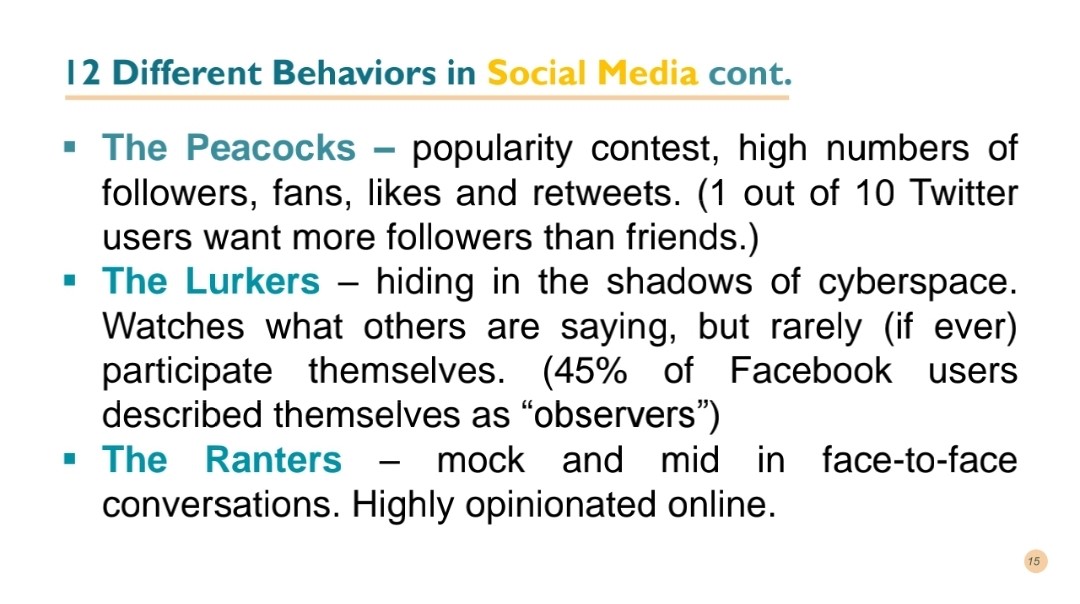 12 Different Behaviors in Social Media cont.
▪ The Peacocks – popularity contest, high numbers of
followers, fans, likes and retweets. (1 out of 10 Twitter
users want more followers than friends.)
▪ The Lurkers – hiding in the shadows of cyberspace.
Watches what others are saying, but rarely (if ever)
participate themselves. (45% of Facebook users
described themselves as “observers”)
▪ The Ranters – mock and mid in face-to-face
conversations. Highly opinionated online.
15